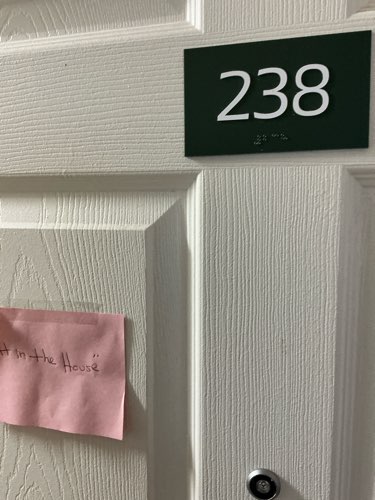 238
in the House"